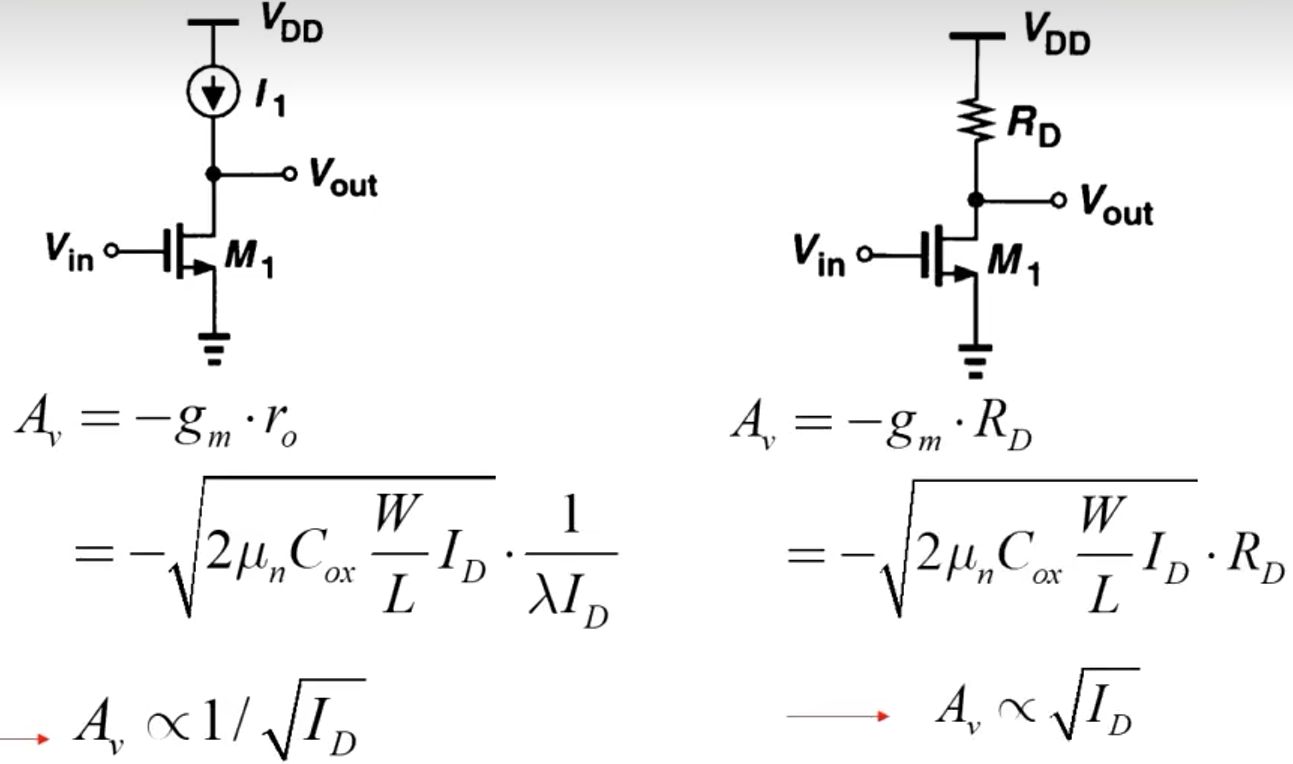 V_DD
I_1
V_out
V_in
M_1
A_v = −g_m · r_o
= −√(2μ_n C_ox W/L I_D) · 1/(λI_D)
A_v ∝ 1/√I_D
V_DD
R_D
V_out
V_in
M_1
A_v = −g_m · R_D
= −√(2μ_n C_ox W/L I_D) · R_D
A_v ∝ √I_D